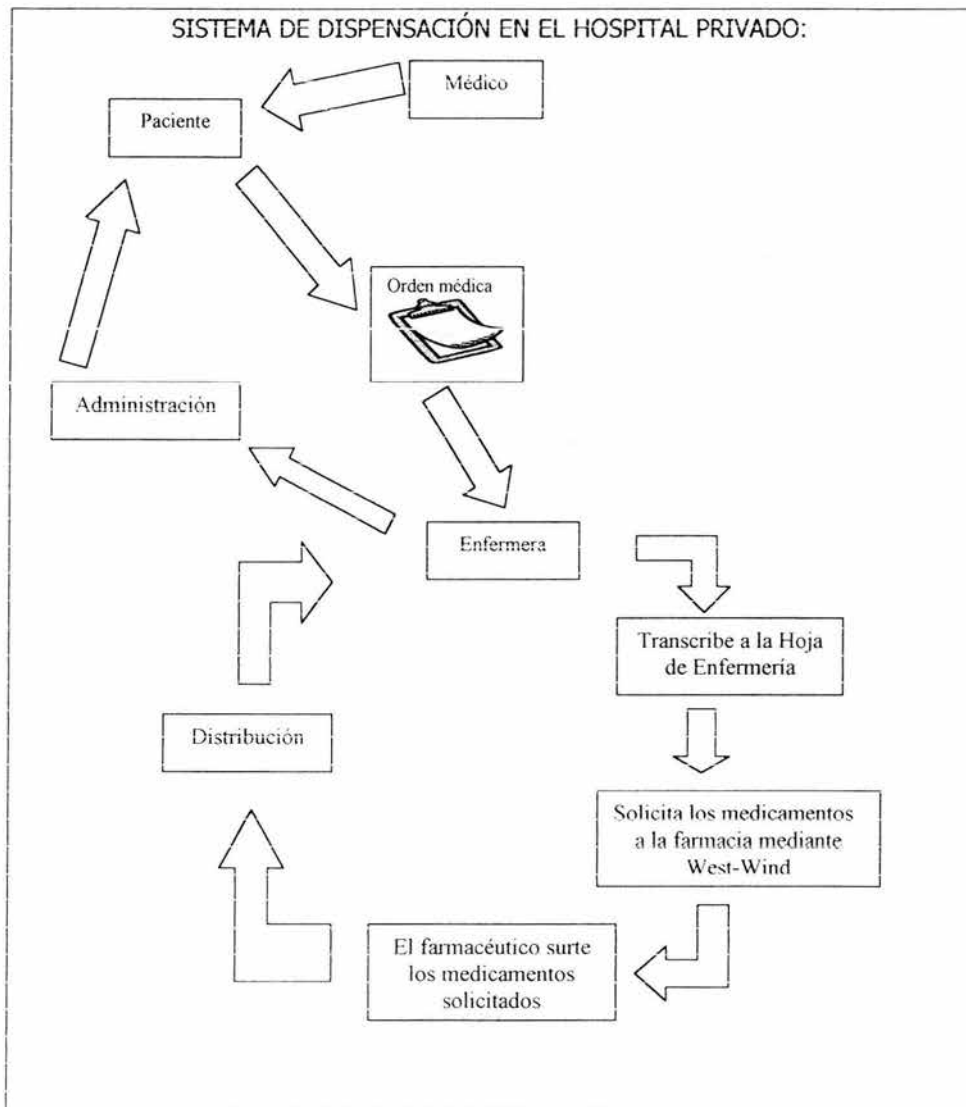 SISTEMA DE DISPENSACIÓN EN EL HOSPITAL PRIVADO:
Médico
Paciente
Orden médica
Administración
Enfermera
Transcribe a la Hoja
de Enfermería
Distribución
Solicita los medicamentos
a la farmacia mediante
West-Wind
El farmacéutico surte
los medicamentos
solicitados